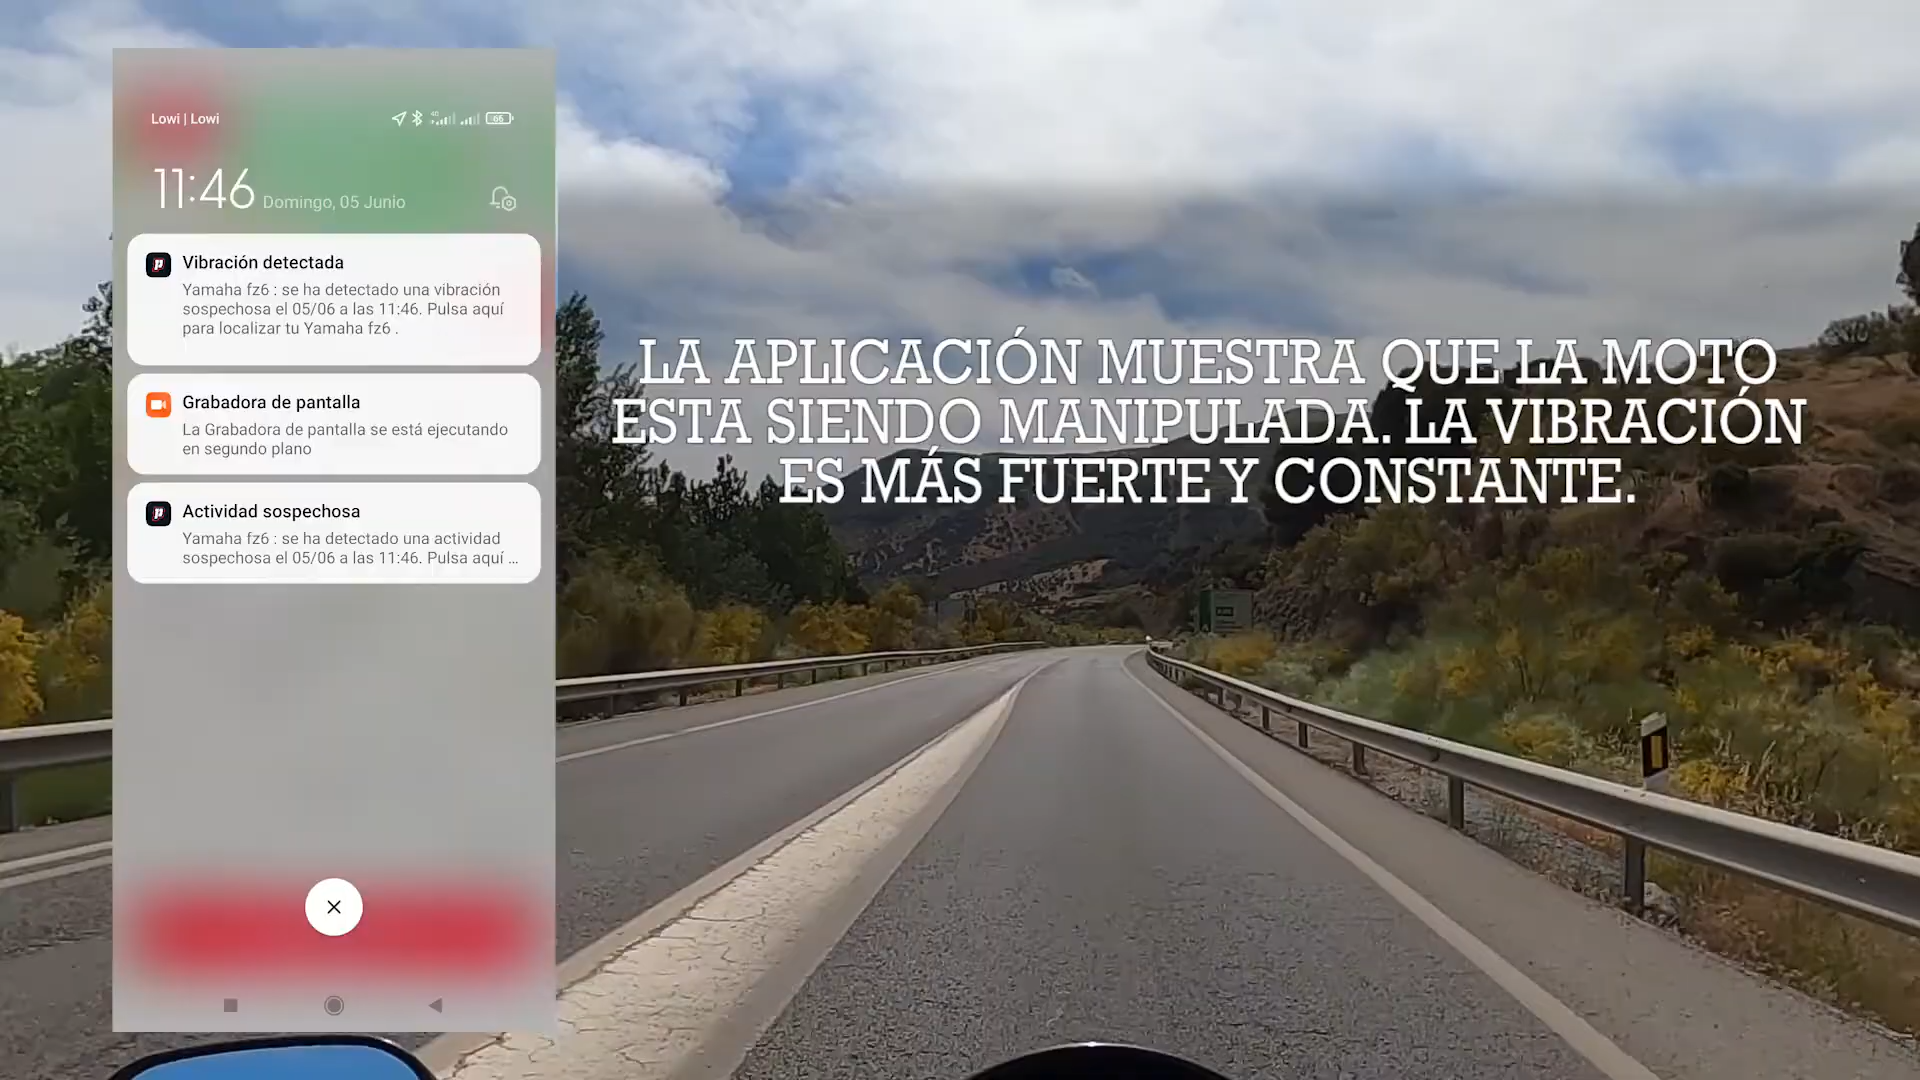 Lowi | Lowi
4G
66
11:46 Domingo, 05 Junio
Vibración detectada
Yamaha fz6 : se ha detectado una vibración
sospechosa el 05/06 a las 11:46. Pulsa aquí
para localizar tu Yamaha fz6 .
Grabadora de pantalla
La Grabadora de pantalla se está ejecutando
en segundo plano
Actividad sospechosa
Yamaha fz6 : se ha detectado una actividad
sospechosa el 05/06 a las 11:46. Pulsa aquí ...
LA APLICACIÓN MUESTRA QUE LA MOTO
ESTA SIENDO MANIPULADA. LA VIBRACIÓN
ES MÁS FUERTE Y CONSTANTE.